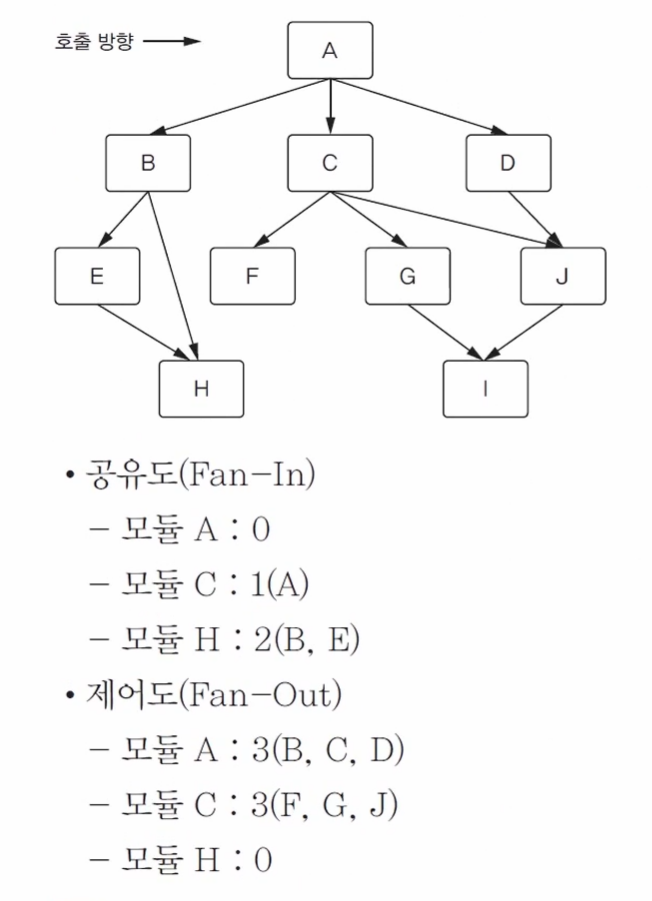 호출 방향
A
B
C
D
E
F
G
J
H
I
• 공유도(Fan-In)
- 모듈 A : 0
- 모듈 C : 1(A)
- 모듈 H : 2(B, E)
• 제어도(Fan-Out)
- 모듈 A : 3(B, C, D)
- 모듈 C : 3(F, G, J)
- 모듈 H : 0